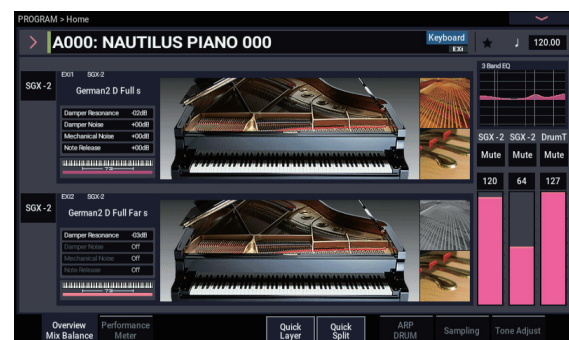 PROGRAM > Home
A000: NAUTILUS PIANO 000
Keyboard
EXi
♩ 120.00
EXI1 SGX-2
SGX-2
German2 D Full s
Damper Resonance -02dB
Damper Noise +00dB
Mechanical Noise +00dB
Note Release +00dB
73
EXI2 SGX-2
SGX-2
German2 D Full Far s
Damper Resonance -03dB
Damper Noise Off
Mechanical Noise Off
Note Release Off
73
3 Band EQ
SGX-2 SGX-2 DrumT
Mute Mute Mute
120 64 127
Overview
Mix Balance
Performance
Meter
Quick
Layer
Quick
Split
ARP
DRUM
Sampling
Tone Adjust